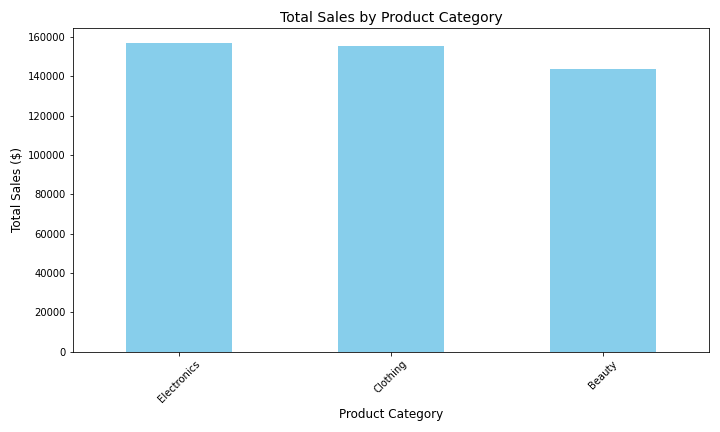 Total Sales by Product Category
Total Sales ($)
160000
140000
120000
100000
80000
60000
40000
20000
0
Electronics
Clothing
Beauty
Product Category